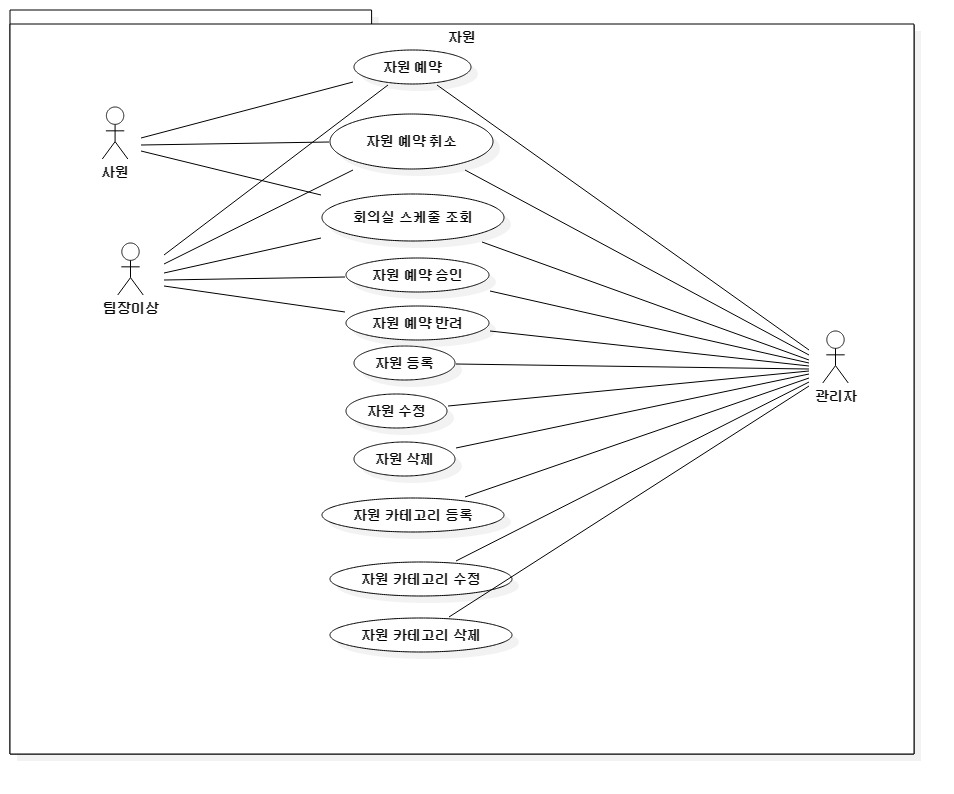 자원
자원 예약
사원
자원 예약 취소
회의실 스케줄 조회
팀장이상
자원 예약 승인
자원 예약 반려
자원 등록
관리자
자원 수정
자원 삭제
자원 카테고리 등록
자원 카테고리 수정
자원 카테고리 삭제